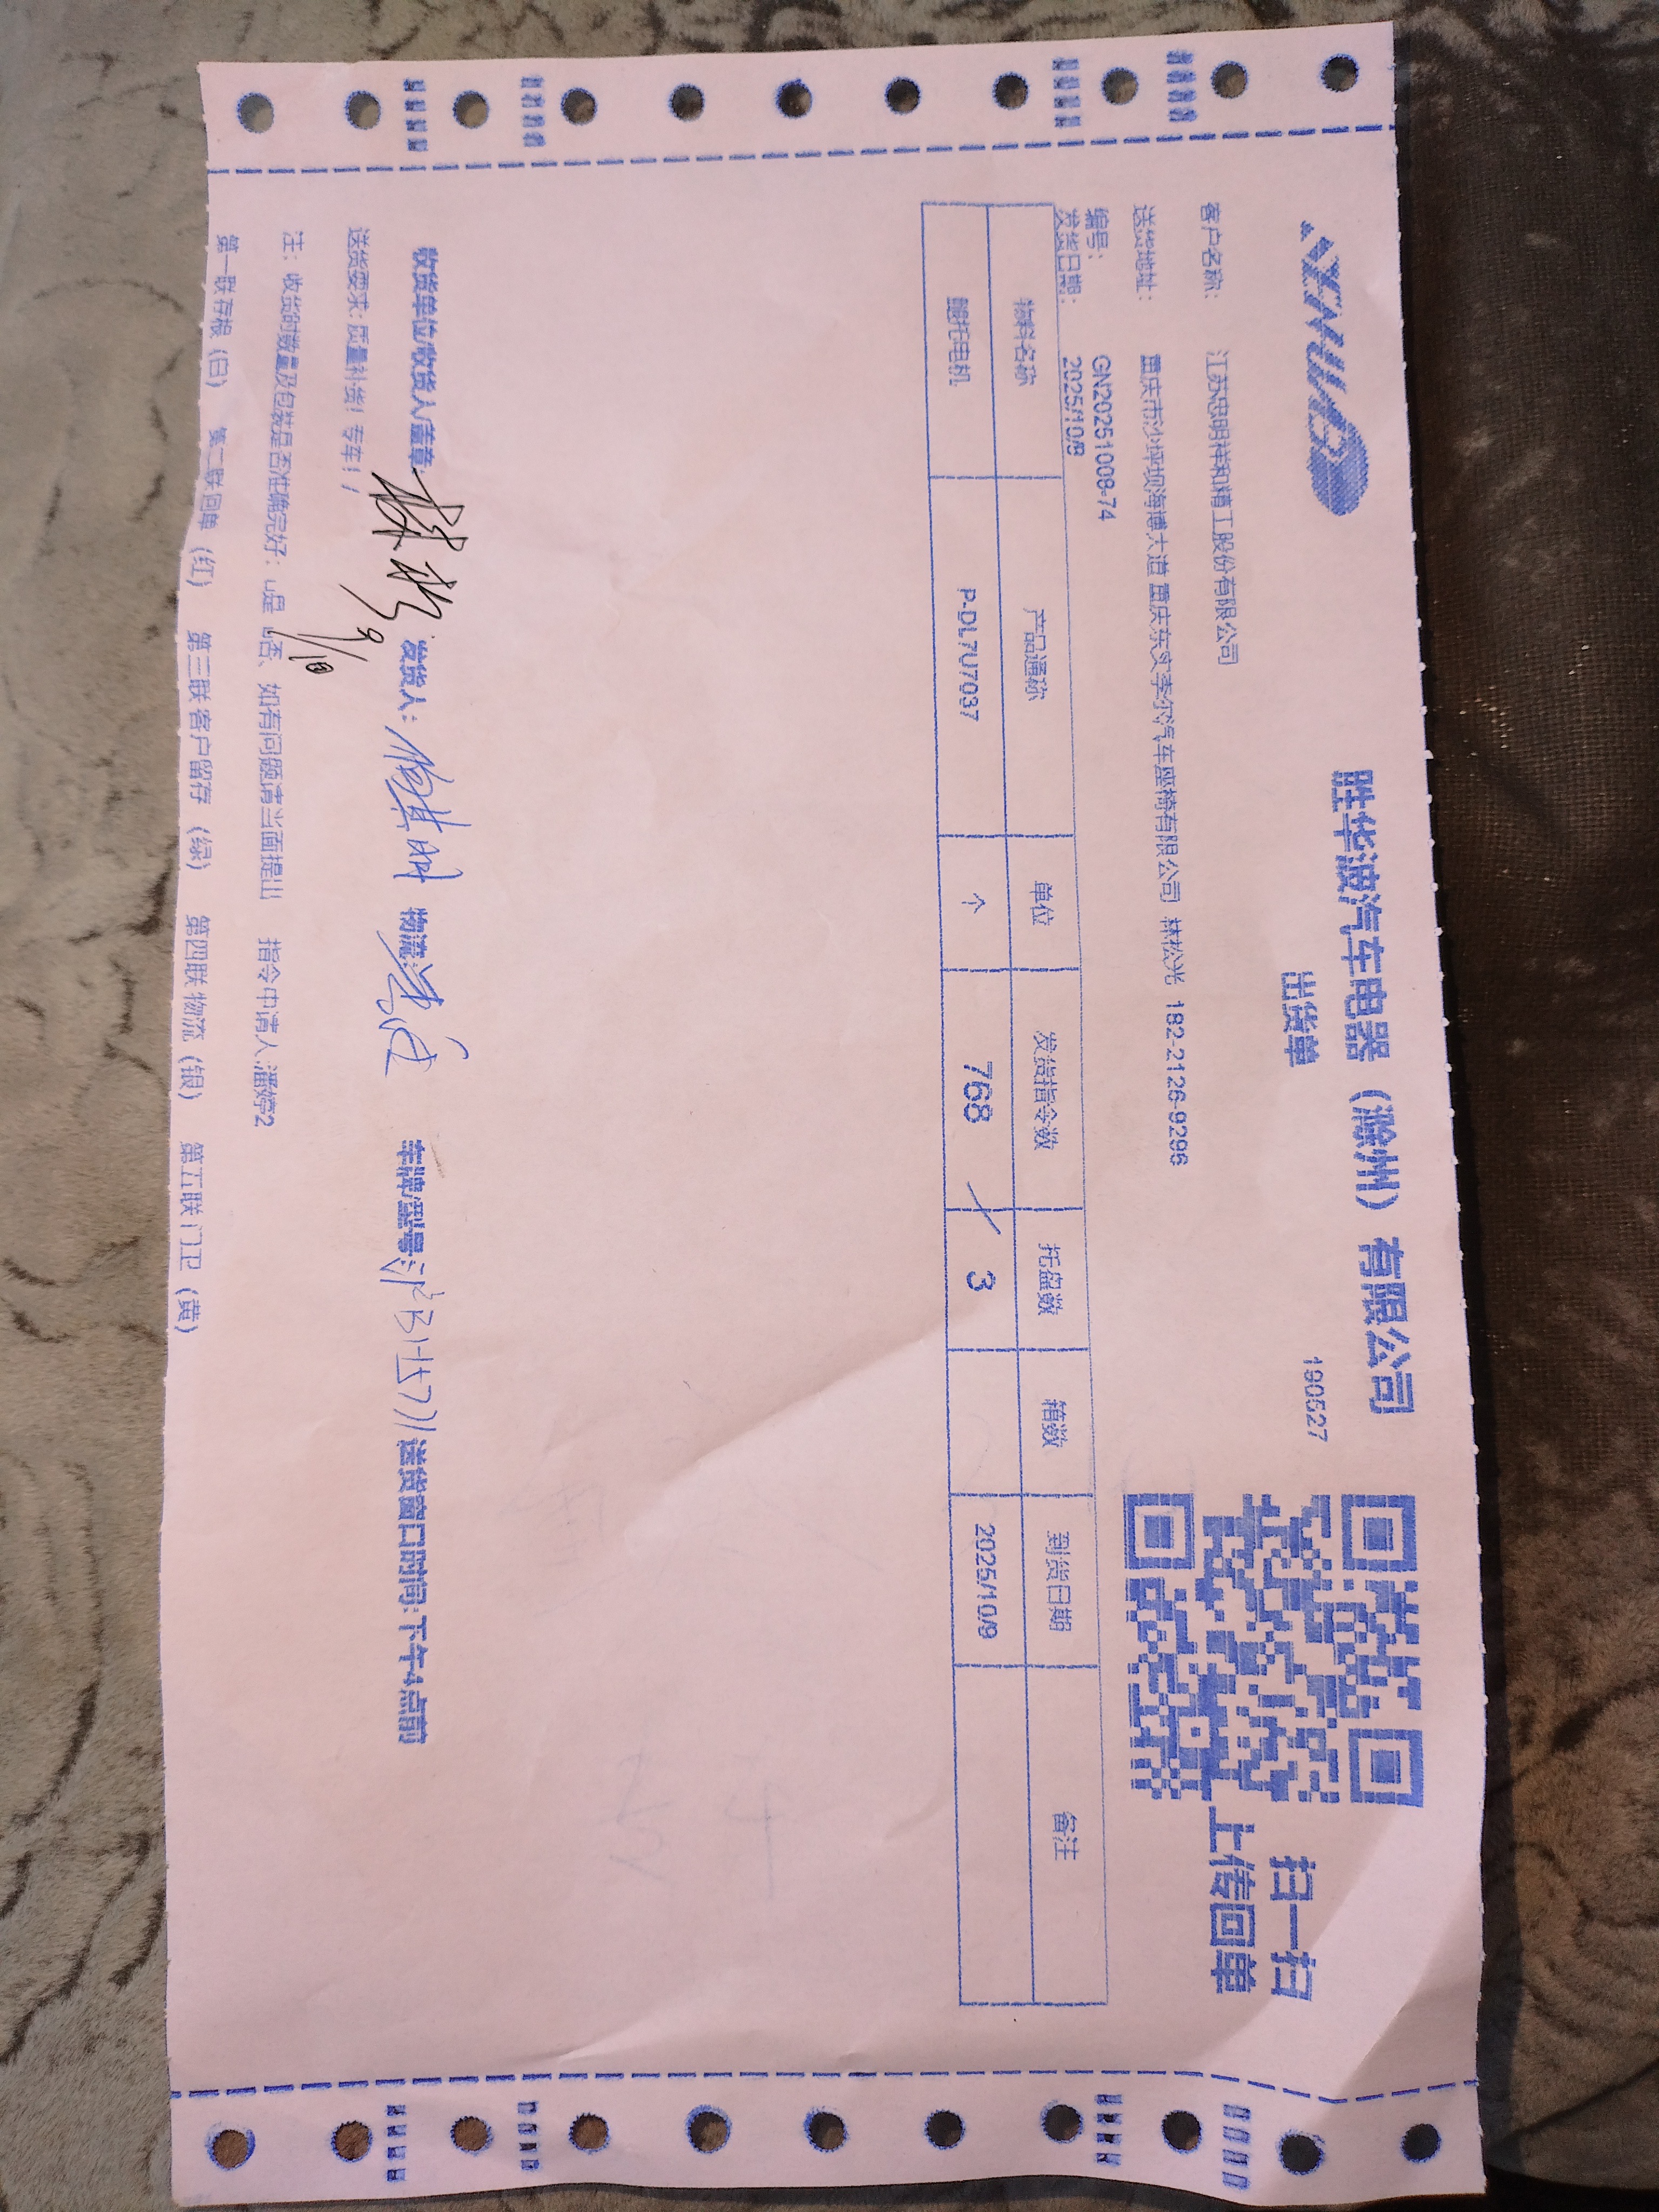 胜华波汽车电器（滁州）有限公司
出货单
190527
扫一扫
上传回单
客户名称： 江苏忠明祥和精工股份有限公司
送货地址： 重庆市沙坪坝海博大道 重庆东实李尔汽车座椅有限公司 林松光 182-2126-9296
编号： GN20251008-74
发货日期： 2025/10/8
物料名称 产品通称 单位 发货指令数 托盘数 箱数 到货日期 备注
腿托电机 P-DL7U7037 个 768 3 2025/10/9
收货单位/收货人/盖章: 发货人: 物流: 车牌/票号: 送货窗口时间:下午4点前
送货要求: 质量补货！专车！/
9/10
注: 收货时数量及包装是否准确完好: 是 否、如有问题请当面提出 指令申请人:潘婷2
第一联存根（白） 第二联回单（红） 第三联客户留存（绿） 第四联物流（银） 第五联门卫（黄）